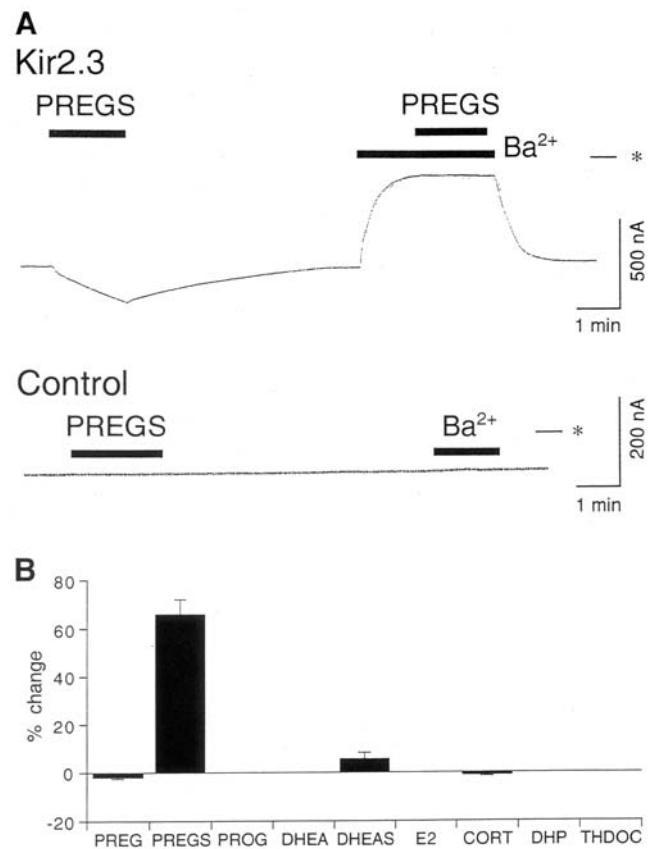 A
Kir2.3
PREGS
PREGS
Ba²⁺
*
500 nA
1 min
Control
PREGS
Ba²⁺
*
200 nA
1 min
B
% change
80
60
40
20
0
-20
PREG PREGS PROG DHEA DHEAS E2 CORT DHP THDOC